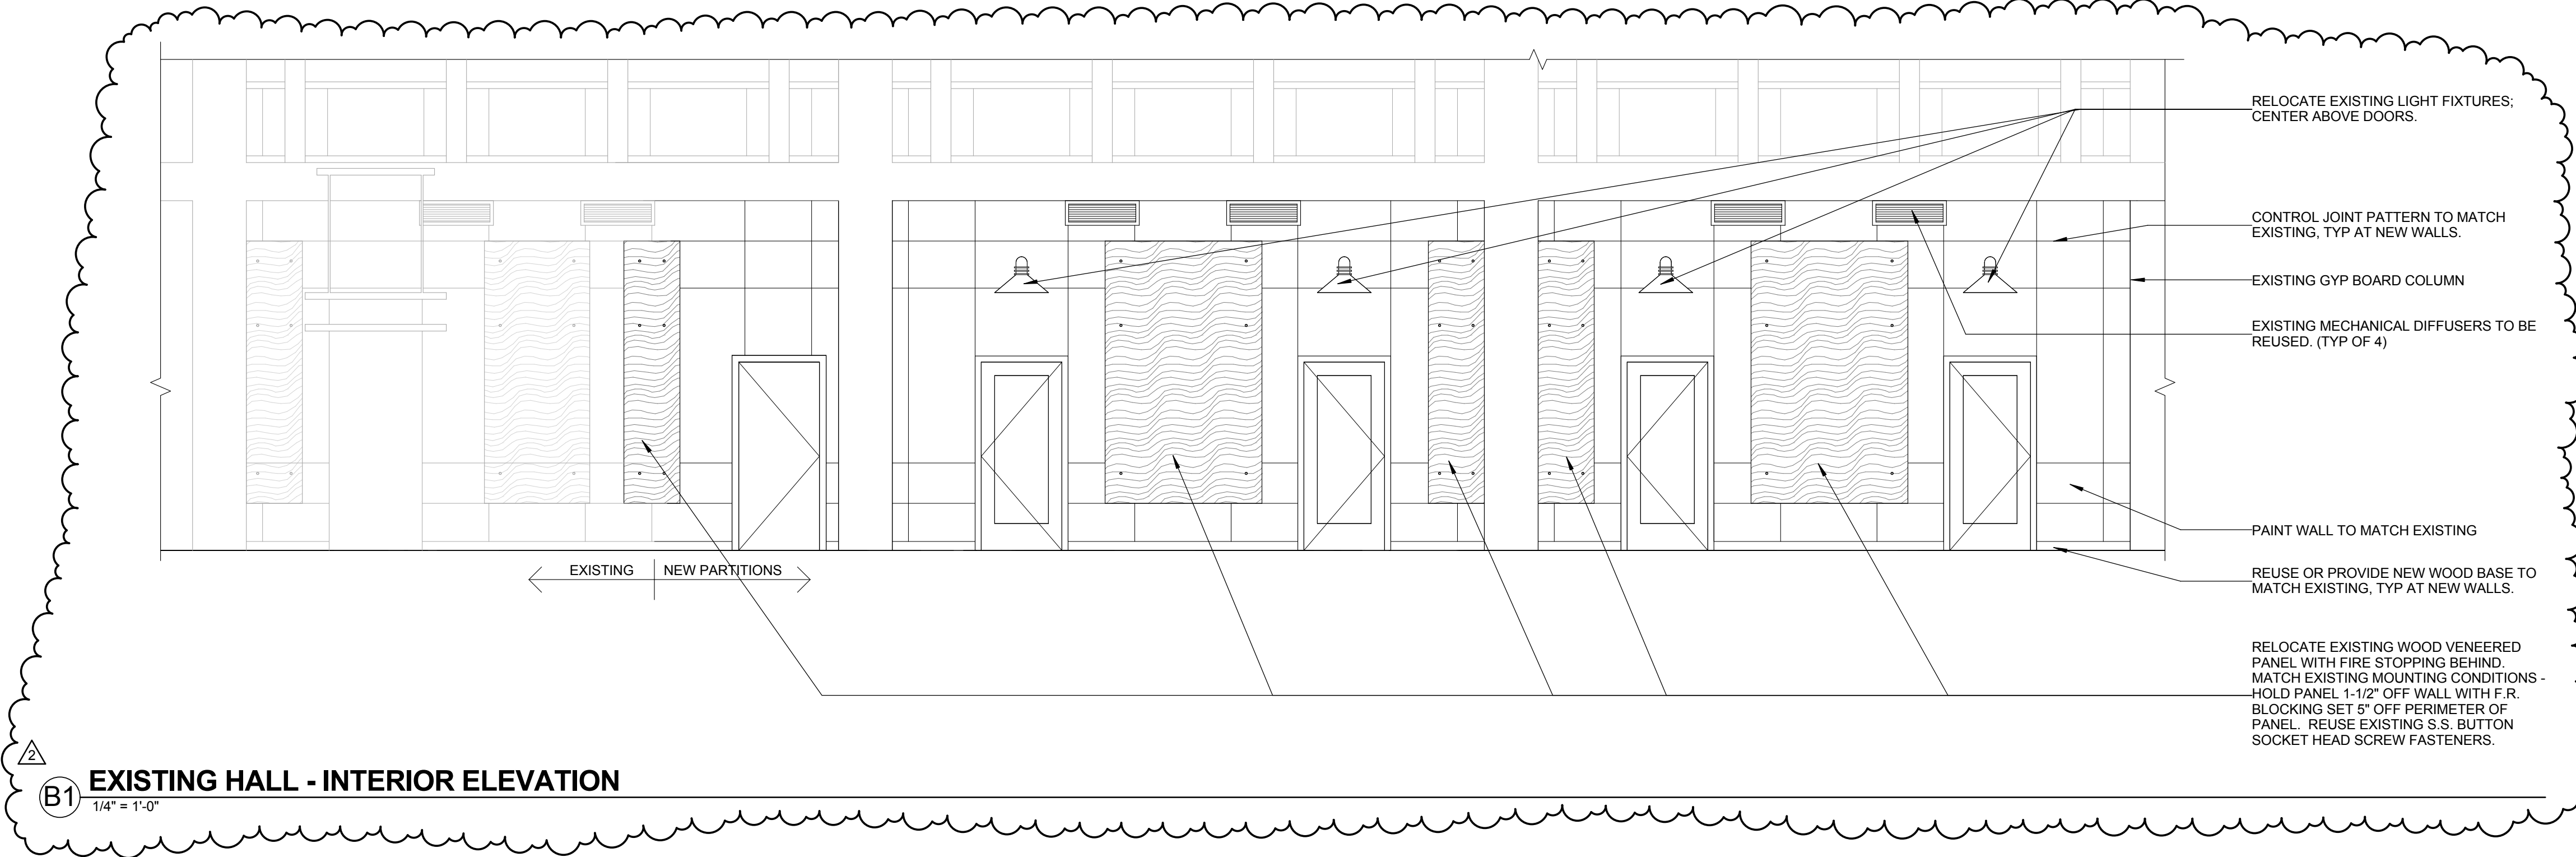 RELOCATE EXISTING LIGHT FIXTURES;
CENTER ABOVE DOORS.
CONTROL JOINT PATTERN TO MATCH
EXISTING, TYP AT NEW WALLS.
EXISTING GYP BOARD COLUMN
EXISTING MECHANICAL DIFFUSERS TO BE
REUSED. (TYP OF 4)
PAINT WALL TO MATCH EXISTING
EXISTING NEW PARTITIONS
REUSE OR PROVIDE NEW WOOD BASE TO
MATCH EXISTING, TYP AT NEW WALLS.
RELOCATE EXISTING WOOD VENEERED
PANEL WITH FIRE STOPPING BEHIND.
MATCH EXISTING MOUNTING CONDITIONS -
HOLD PANEL 1-1/2" OFF WALL WITH F.R.
BLOCKING SET 5" OFF PERIMETER OF
PANEL. REUSE EXISTING S.S. BUTTON
SOCKET HEAD SCREW FASTENERS.
2
B1 EXISTING HALL - INTERIOR ELEVATION
1/4" = 1'-0"